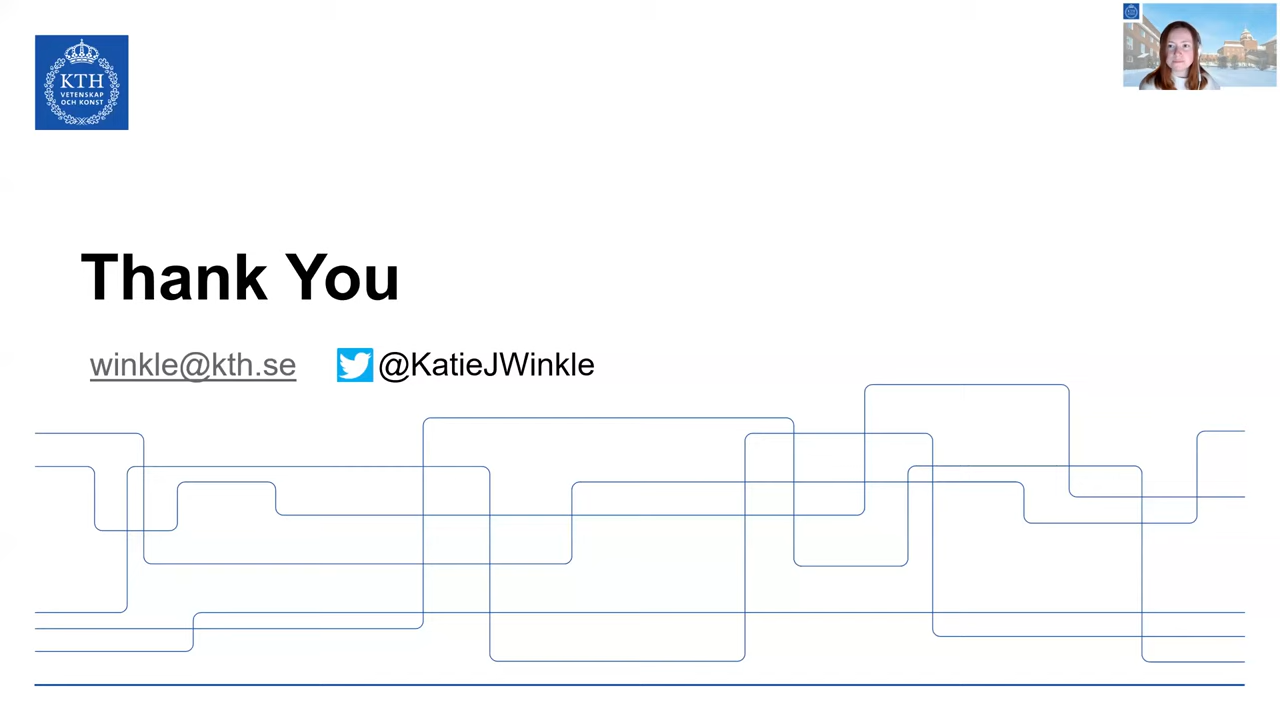 KTH
VETENSKAP
OCH KONST
Thank You
winkle@kth.se @KatieJWinkle